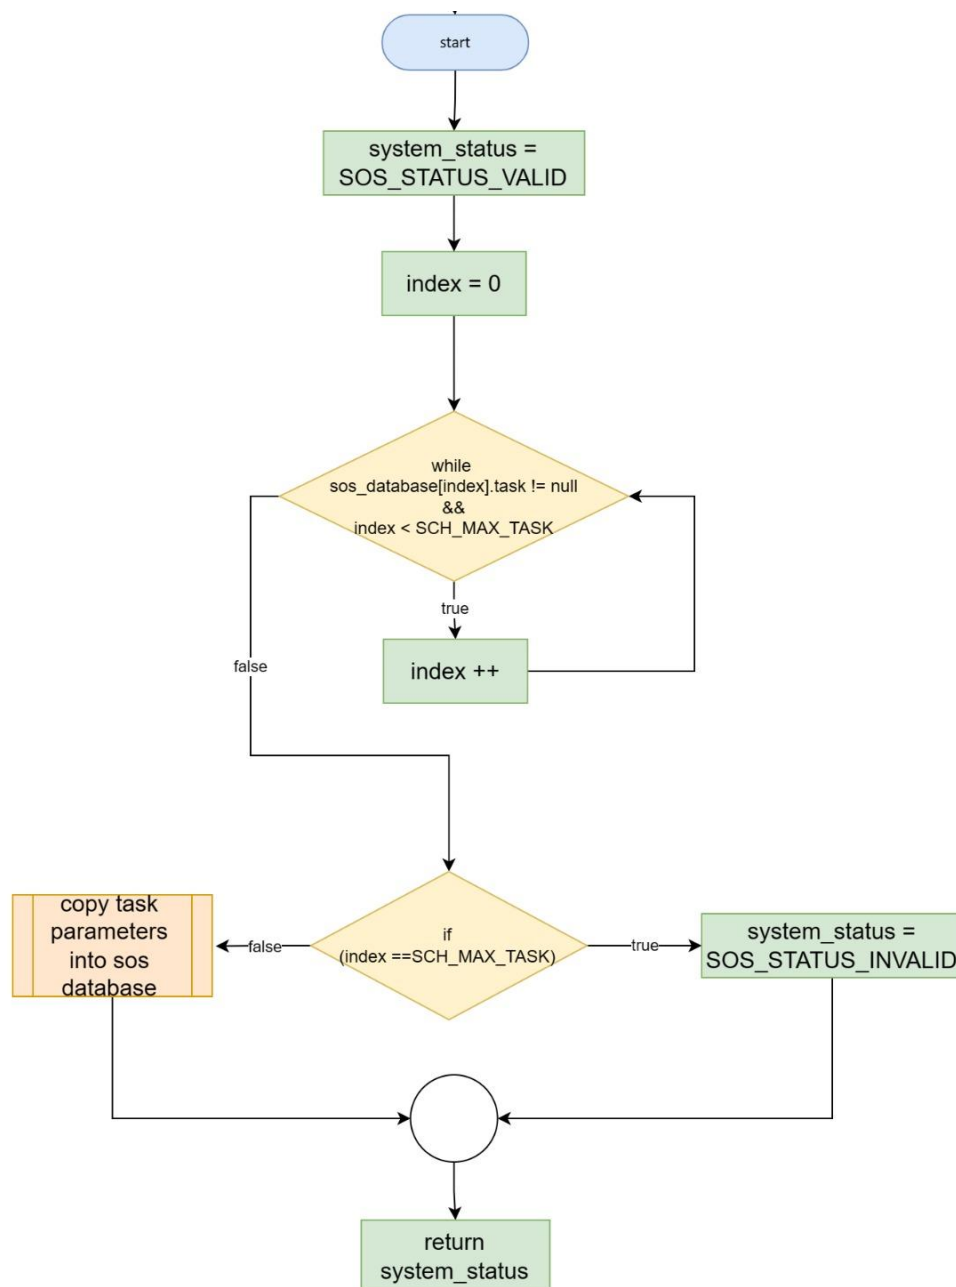 start
system_status =
SOS_STATUS_VALID
index = 0
while
sos_database[index].task != null
&&
index < SCH_MAX_TASK
true
index ++
false
if
(index ==SCH_MAX_TASK)
false
true
copy task
parameters
into sos
database
system_status =
SOS_STATUS_INVALID
return
system_status